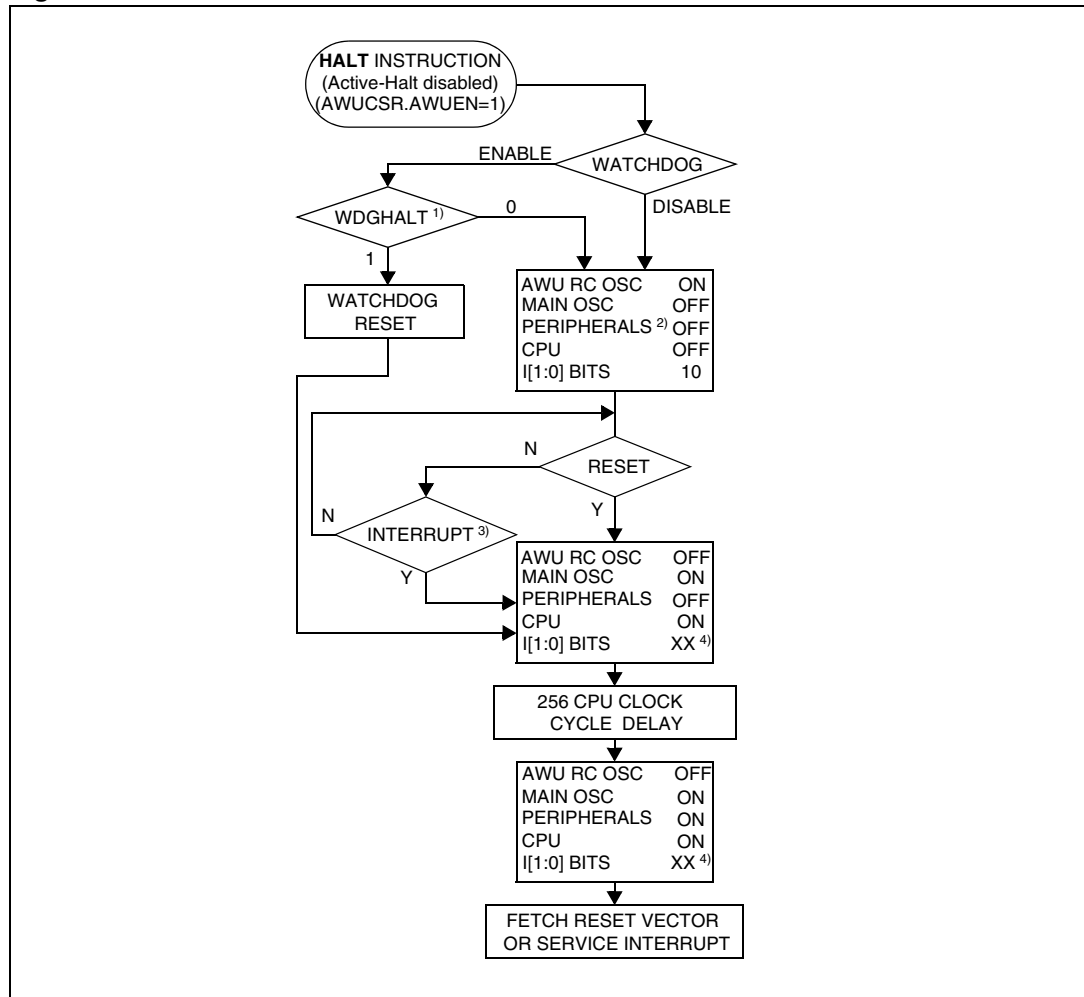 HALT INSTRUCTION
(Active-Halt disabled)
(AWUCSR.AWUEN=1)
ENABLE
WATCHDOG
WDGHALT 1)
0
DISABLE
1
WATCHDOG
RESET
AWU RC OSC ON
MAIN OSC OFF
PERIPHERALS 2) OFF
CPU OFF
I[1:0] BITS 10
N
RESET
Y
N
INTERRUPT 3)
Y
AWU RC OSC OFF
MAIN OSC ON
PERIPHERALS OFF
CPU ON
I[1:0] BITS XX 4)
256 CPU CLOCK
CYCLE DELAY
AWU RC OSC OFF
MAIN OSC ON
PERIPHERALS ON
CPU ON
I[1:0] BITS XX 4)
FETCH RESET VECTOR
OR SERVICE INTERRUPT